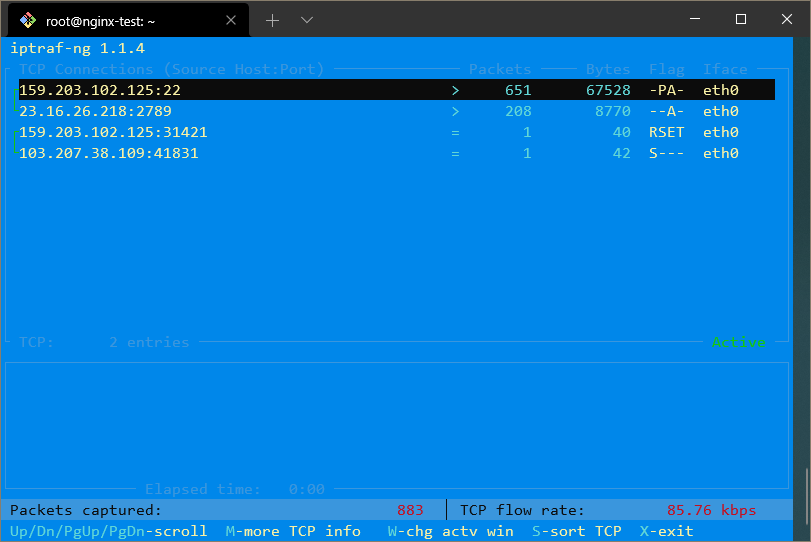 root@nginx-test: ~
iptraf-ng 1.1.4
TCP Connections (Source Host:Port) Packets Bytes Flag Iface
159.203.102.125:22 > 651 67528 -PA- eth0
23.16.26.218:2789 > 208 8770 --A- eth0
159.203.102.125:31421 = 1 40 RSET eth0
103.207.38.109:41831 = 1 42 S--- eth0
TCP: 2 entries Active
Elapsed time: 0:00
Packets captured: 883 TCP flow rate: 85.76 kbps
Up/Dn/PgUp/PgDn-scroll M-more TCP info W-chg actv win S-sort TCP X-exit